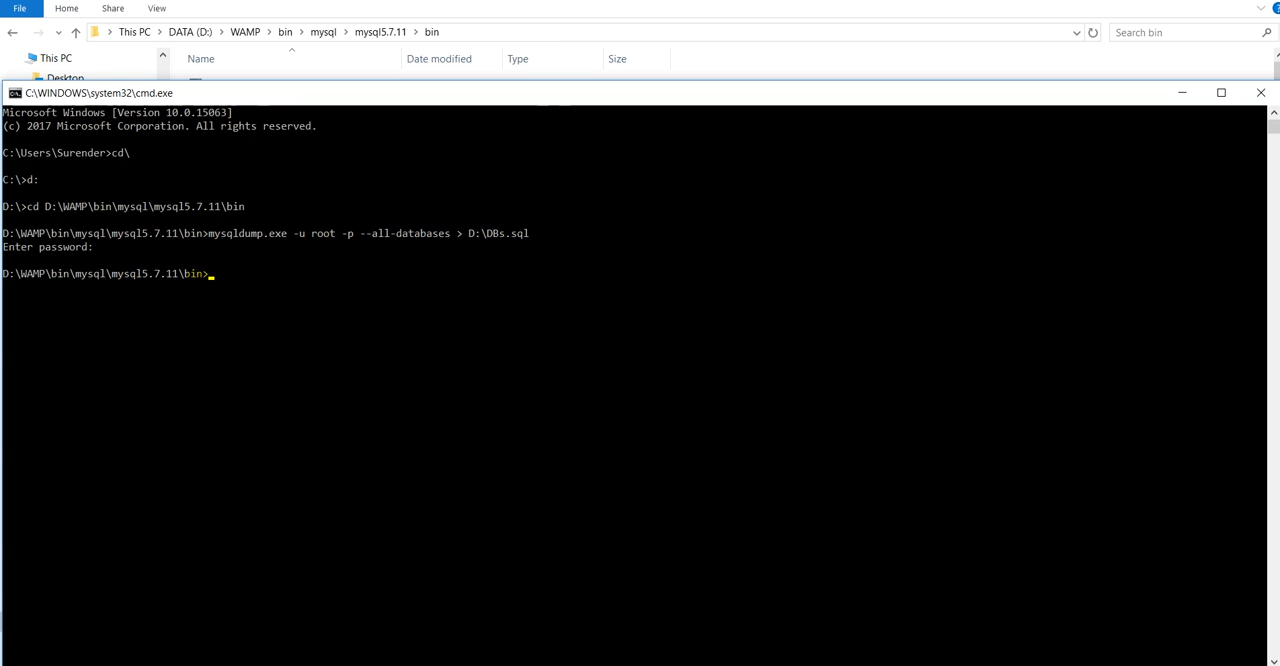 File Home Share View
This PC DATA (D:) WAMP bin mysql mysql5.7.11 bin Search bin
This PC Name Date modified Type Size
Desktop
C:\WINDOWS\system32\cmd.exe
Microsoft Windows [Version 10.0.15063]
(c) 2017 Microsoft Corporation. All rights reserved.
C:\Users\Surender>cd\
C:\>d:
D:\>cd D:\WAMP\bin\mysql\mysql5.7.11\bin
D:\WAMP\bin\mysql\mysql5.7.11\bin>mysqldump.exe -u root -p --all-databases > D:\DBs.sql
Enter password:
D:\WAMP\bin\mysql\mysql5.7.11\bin>